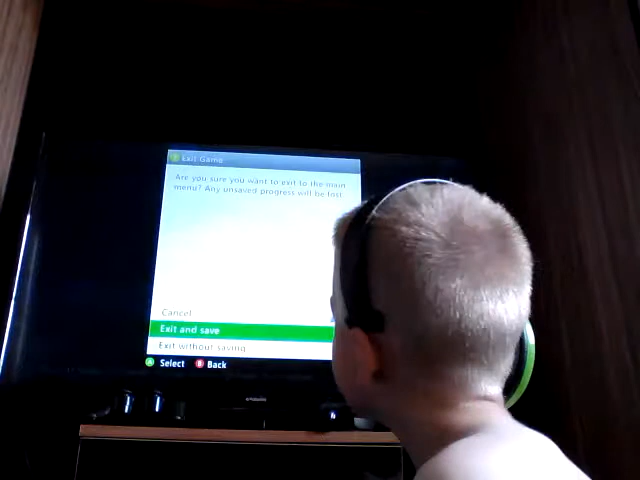 Exit Game
Are you sure you want to exit to the main
menu? Any unsaved progress will be lost.
Cancel
Exit and save
Exit without saving
A Select B Back